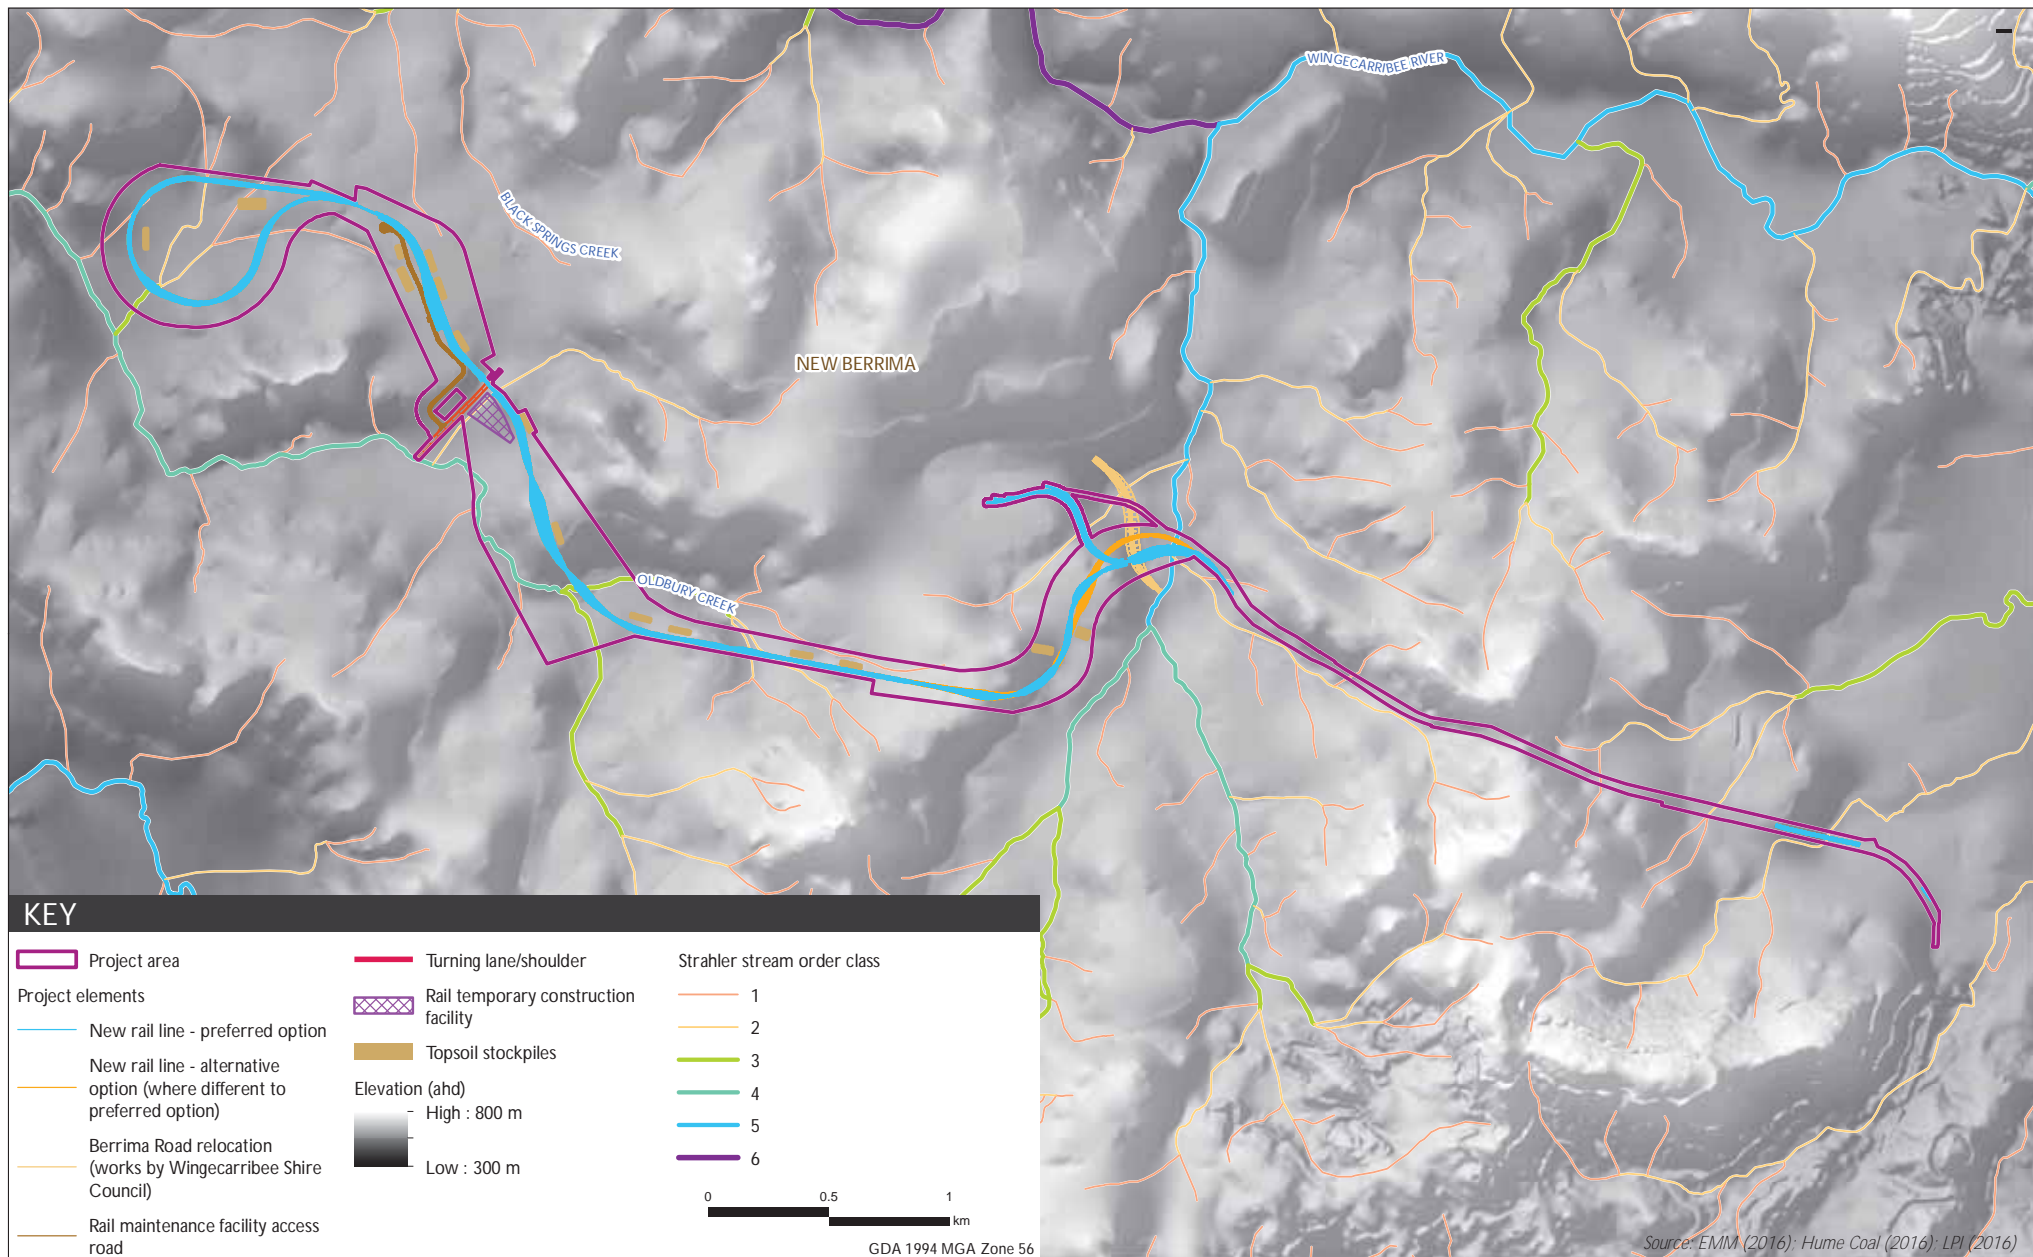 WINGECARRIBEE RIVER
BLACK SPRINGS CREEK
NEW BERRIMA
OLDBURY CREEK
KEY
Project area
Project elements
New rail line - preferred option
New rail line - alternative
option (where different to
preferred option)
Berrima Road relocation
(works by Wingecarribee Shire
Council)
Rail maintenance facility access
road
Turning lane/shoulder
Rail temporary construction
facility
Topsoil stockpiles
Elevation (ahd)
High : 800 m
Low : 300 m
Strahler stream order class
1
2
3
4
5
6
0 0.5 1
km
GDA 1994 MGA Zone 56
Source: EMM (2016); Hume Coal (2016); LPI (2016)